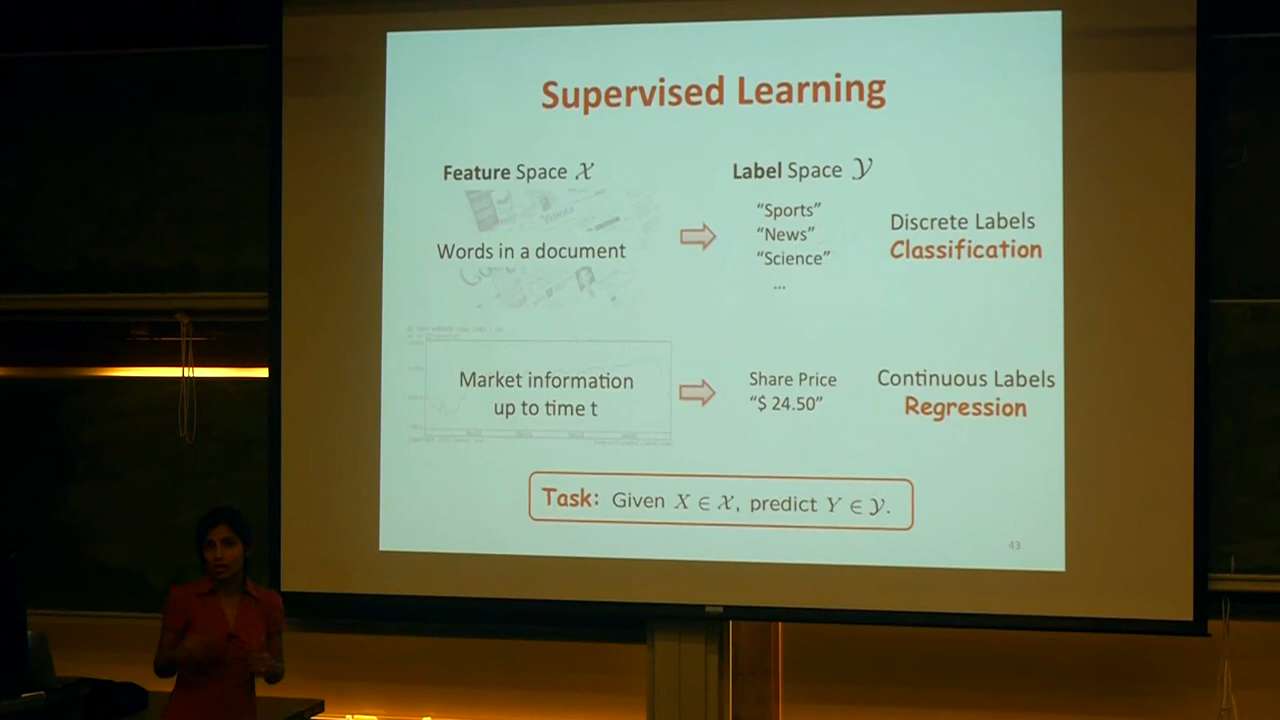 Supervised Learning
Feature Space 𝒳
Label Space 𝒴
Words in a document
"Sports"
"News"
"Science"
...
Discrete Labels
Classification
Market information
up to time t
Share Price
"$ 24.50"
Continuous Labels
Regression
Task: Given X ∈ 𝒳, predict Y ∈ 𝒴.
43